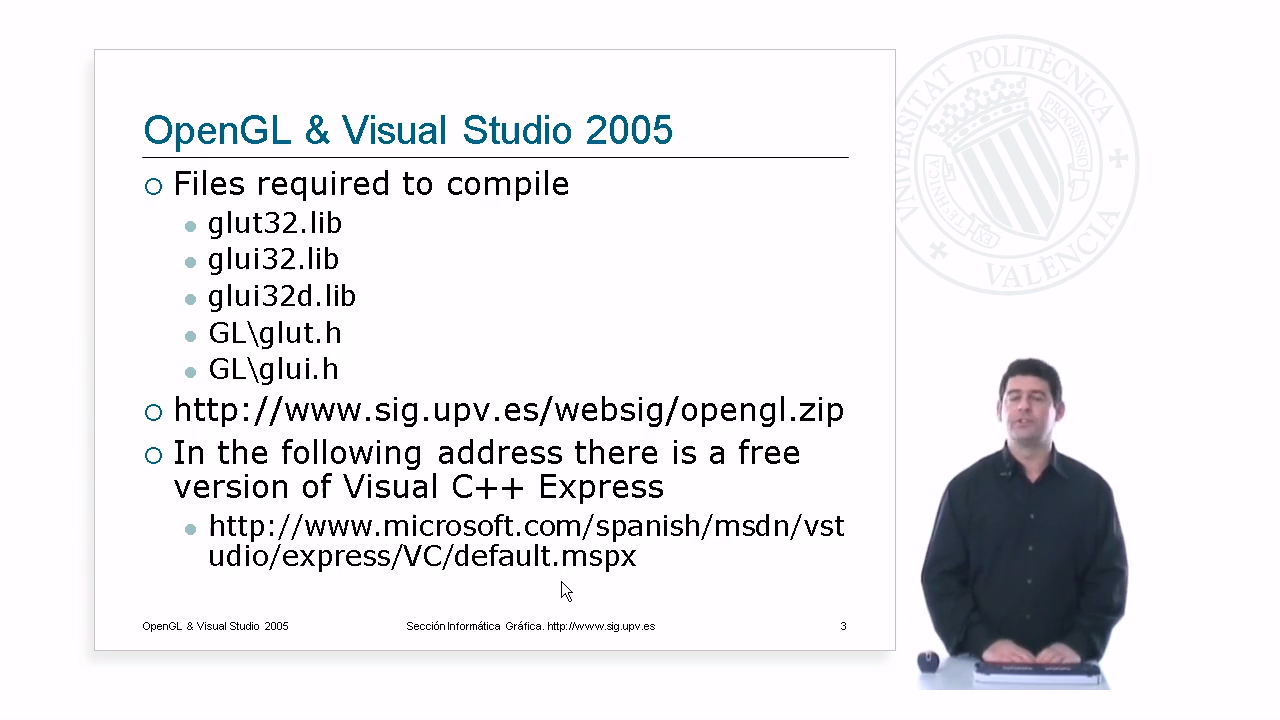 OpenGL & Visual Studio 2005
Files required to compile
glut32.lib
glui32.lib
glui32d.lib
GL\glut.h
GL\glui.h
http://www.sig.upv.es/websig/opengl.zip
In the following address there is a free
version of Visual C++ Express
http://www.microsoft.com/spanish/msdn/vst
udio/express/VC/default.mspx
OpenGL & Visual Studio 2005
Sección Informática Gráfica. http://www.sig.upv.es
3
UNIVERSITAT POLITÈCNICA
VALÈNCIA